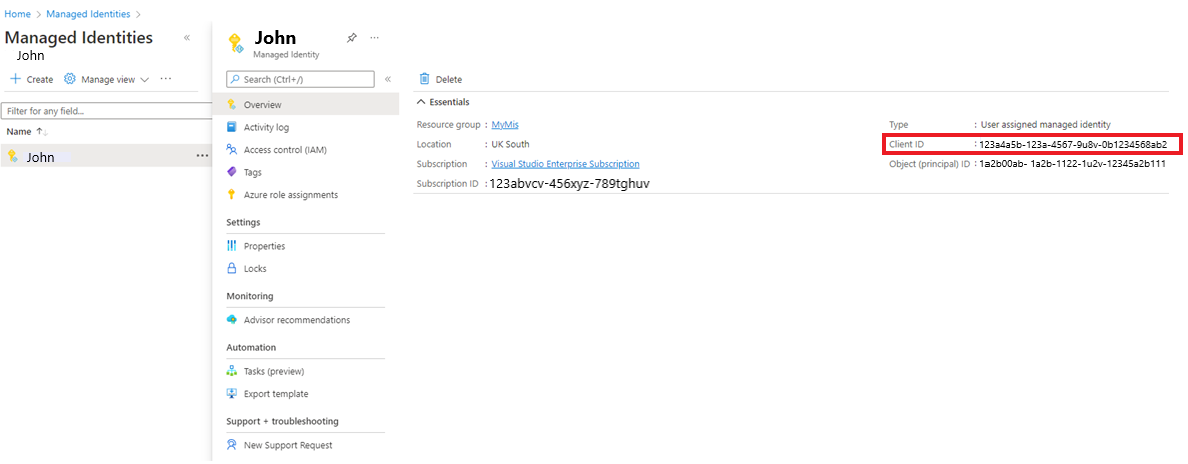 Home > Managed Identities >
Managed Identities «
John
+ Create Manage view ...
Filter for any field...
Name ↑↓
John ...
John ...
Managed Identity
Search (Ctrl+/) «
Overview
Activity log
Access control (IAM)
Tags
Azure role assignments
Settings
Properties
Locks
Monitoring
Advisor recommendations
Automation
Tasks (preview)
Export template
Support + troubleshooting
New Support Request
Delete
Essentials
Resource group : MyMis
Location : UK South
Subscription : Visual Studio Enterprise Subscription
Subscription ID : 123abvcv-456xyz-789tghuv
Type : User assigned managed identity
Client ID : 123a4a5b-123a-4567-9u8v-0b1234568ab2
Object (principal) ID : 1a2b00ab- 1a2b-1122-1u2v-12345a2b111